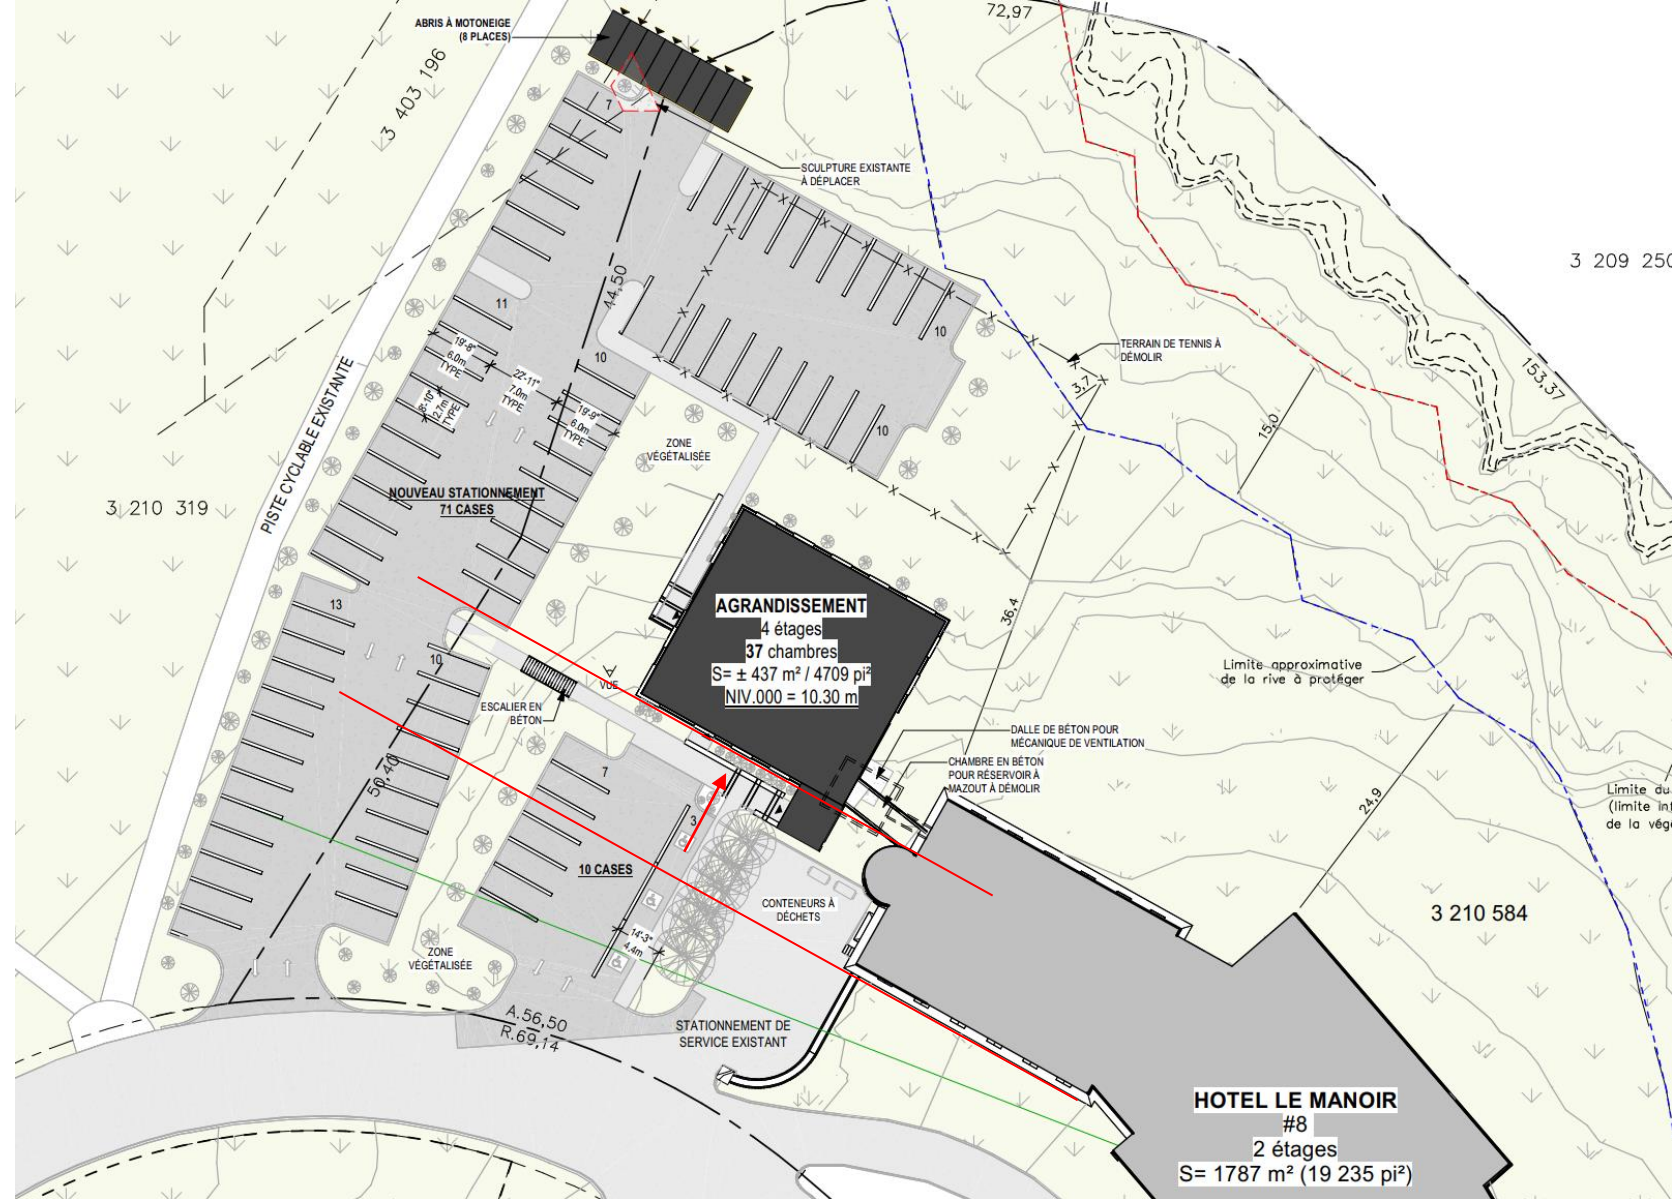 ABRIS À MOTONEIGE
(8 PLACES)
72,97
3 403 196
7
SCULPTURE EXISTANTE
À DÉPLACER
3 209 250
44,50
11
10
10
19'-8"
6.0m
TYPE
22'-11"
7.0m
TYPE
8'-10"
2.7m
TYPE
19'-9"
6.0m
TYPE
TERRAIN DE TENNIS À
DÉMOLIR
3,7
153,37
15,0
10
ZONE
VÉGÉTALISÉE
PISTE CYCLABLE EXISTANTE
NOUVEAU STATIONNEMENT
71 CASES
3 210 319
AGRANDISSEMENT
4 étages
37 chambres
S= ± 437 m² / 4709 pi²
NIV.000 = 10.30 m
36,4
13
10
VUE
ESCALIER EN
BÉTON
Limite approximative
de la rive à protéger
DALLE DE BÉTON POUR
MÉCANIQUE DE VENTILATION
CHAMBRE EN BÉTON
POUR RÉSERVOIR À
MAZOUT À DÉMOLIR
7
3
50,40
24,9
Limite du
(limite in
de la vég
10 CASES
CONTENEURS À
DÉCHETS
3 210 584
14'-3"
4.4m
ZONE
VÉGÉTALISÉE
A.56,50
R.69,14
STATIONNEMENT DE
SERVICE EXISTANT
HOTEL LE MANOIR
#8
2 étages
S= 1787 m² (19 235 pi²)